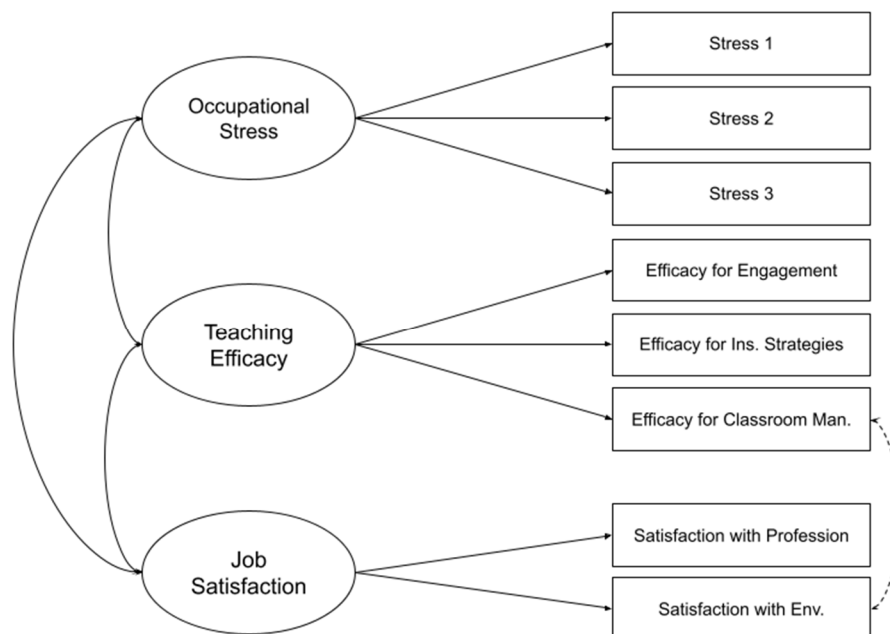 Occupational
Stress
Stress 1
Stress 2
Stress 3
Teaching
Efficacy
Efficacy for Engagement
Efficacy for Ins. Strategies
Efficacy for Classroom Man.
Job
Satisfaction
Satisfaction with Profession
Satisfaction with Env.